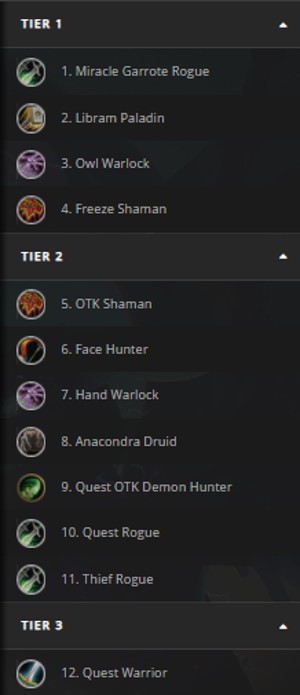 TIER 1
1. Miracle Garrote Rogue
2. Libram Paladin
3. Owl Warlock
4. Freeze Shaman
TIER 2
5. OTK Shaman
6. Face Hunter
7. Hand Warlock
8. Anacondra Druid
9. Quest OTK Demon Hunter
10. Quest Rogue
11. Thief Rogue
TIER 3
12. Quest Warrior